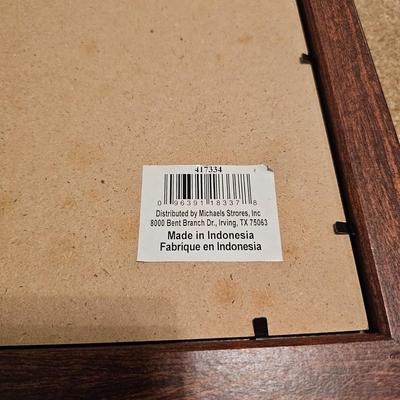 417334
0 96391 18337 8
Distributed by Michaels Strores, Inc
8000 Bent Branch Dr., Irving, TX 75063
Made in Indonesia
Fabrique en Indonesia